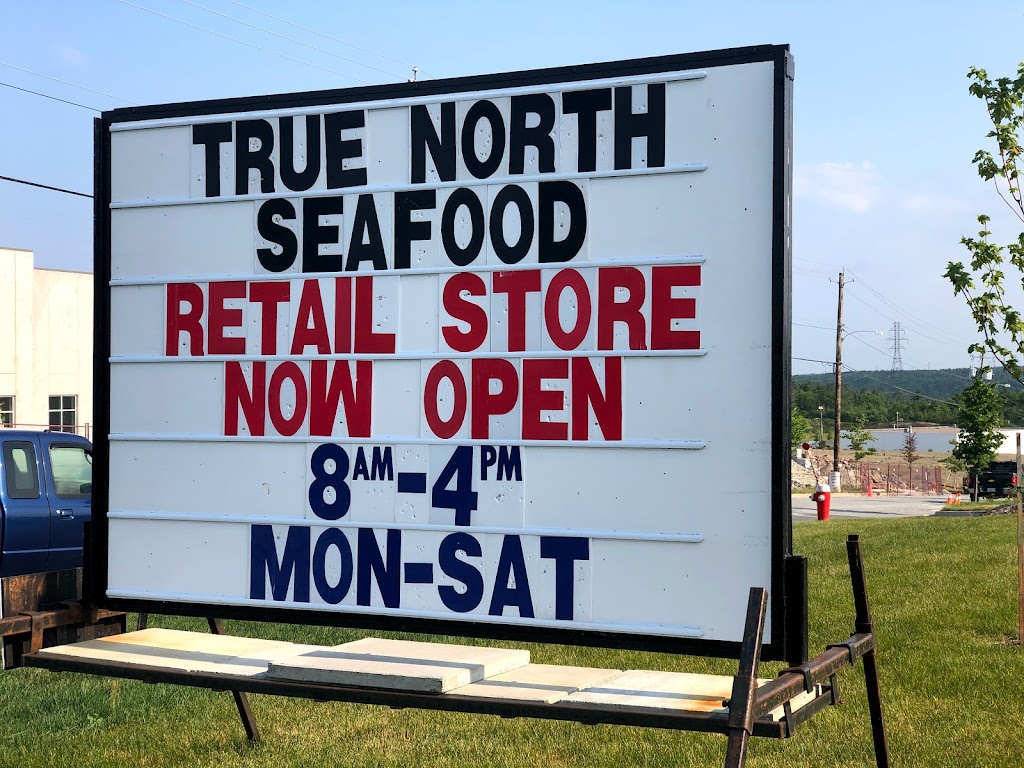 TRUE NORTH
SEAFOOD
RETAIL STORE
NOW OPEN
8AM-4PM
MON-SAT